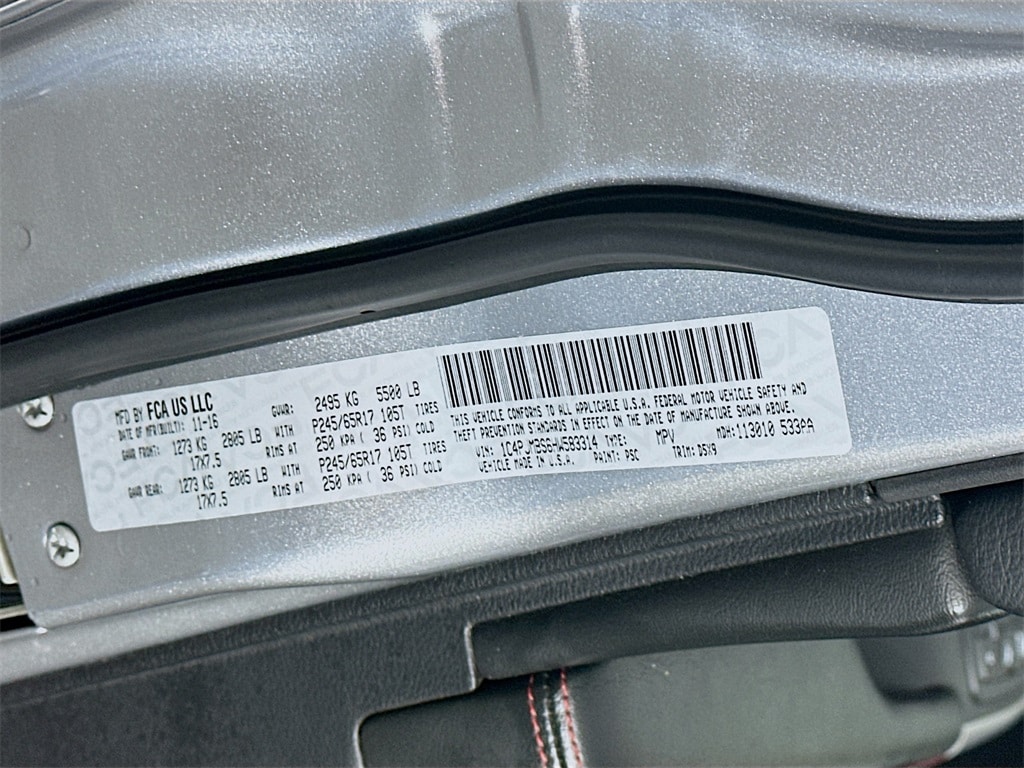 MFD BY FCA US LLC
DATE OF MFR(BUILT): 11-16 GVWR: 2495 KG 5500 LB
GAWR FRONT: 1273 KG 2805 LB WITH P245/65R17 105T TIRES
17X7.5 RIMS AT 250 KPA ( 36 PSI) COLD
GAWR REAR: 1273 KG 2805 LB WITH P245/65R17 105T TIRES
17X7.5 RIMS AT 250 KPA ( 36 PSI) COLD
THIS VEHICLE CONFORMS TO ALL APPLICABLE U.S.A. FEDERAL MOTOR VEHICLE SAFETY AND
THEFT PREVENTION STANDARDS IN EFFECT ON THE DATE OF MANUFACTURE SHOWN ABOVE.
VIN: 1C4PJMBS6HW583314 TYPE: MPV MDH: 113010 533PA
VEHICLE MADE IN U.S.A. PAINT: PSC TRIM: DSX9